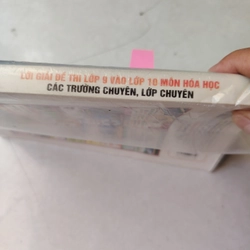 LỜI GIẢI ĐỀ THI LỚP 9 VÀO LỚP 10 MÔN HÓA HỌC
CÁC TRƯỜNG CHUYÊN, LỚP CHUYÊN